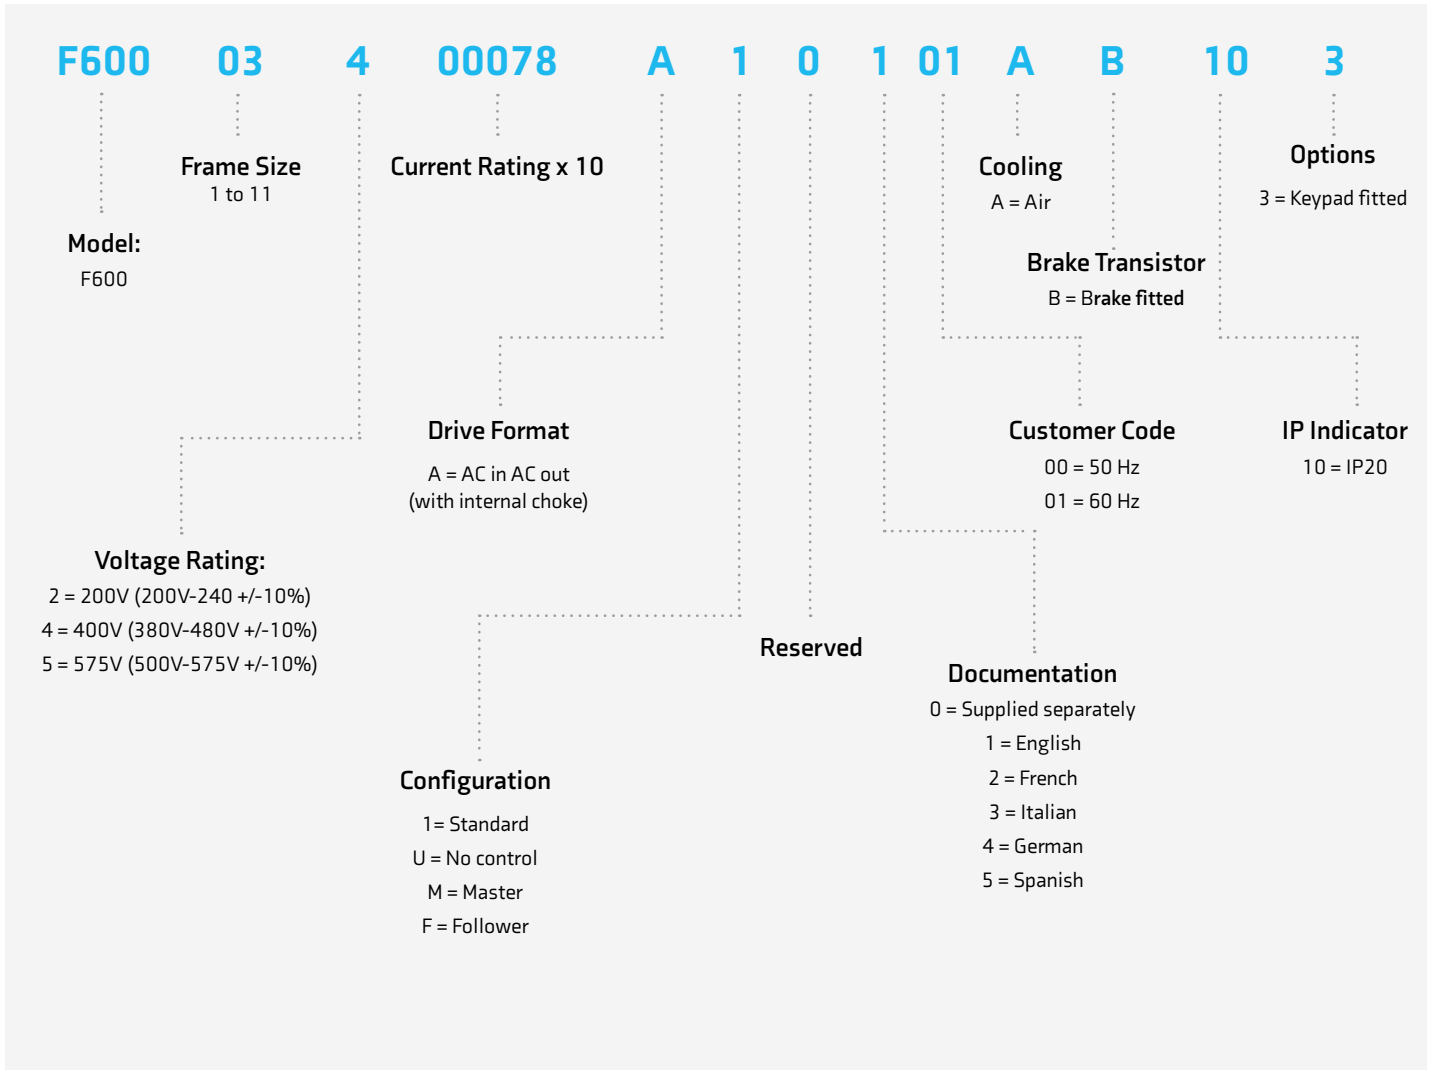 F600 03 4 00078 A 1 0 1 01 A B 10 3
Model:
F600
Frame Size
1 to 11
Current Rating x 10
Cooling
A = Air
Options
3 = Keypad fitted
Brake Transistor
B = Brake fitted
Drive Format
A = AC in AC out
(with internal choke)
Customer Code
00 = 50 Hz
01 = 60 Hz
IP Indicator
10 = IP20
Voltage Rating:
2 = 200V (200V-240 +/-10%)
4 = 400V (380V-480V +/-10%)
5 = 575V (500V-575V +/-10%)
Reserved
Documentation
0 = Supplied separately
1 = English
2 = French
3 = Italian
4 = German
5 = Spanish
Configuration
1= Standard
U = No control
M = Master
F = Follower